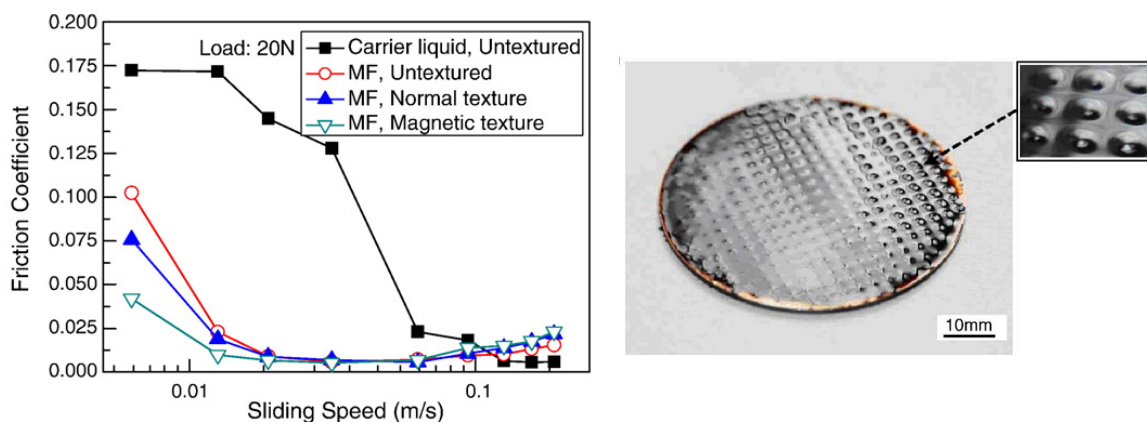 0.200
0.175
0.150
0.125
0.100
0.075
0.050
0.025
0.000
Friction Coefficient
Load: 20N
Carrier liquid, Untextured
MF, Untextured
MF, Normal texture
MF, Magnetic texture
0.01
0.1
Sliding Speed (m/s)
10mm